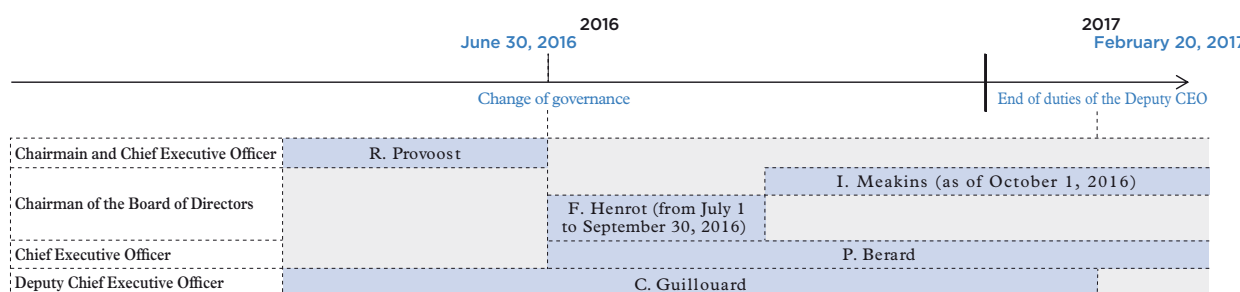 2016
2017
June 30, 2016
February 20, 2017
Change of governance
End of duties of the Deputy CEO
Chairmain and Chief Executive Officer
R. Provoost
I. Meakins (as of October 1, 2016)
Chairman of the Board of Directors
F. Henrot (from July 1
to September 30, 2016)
Chief Executive Officer
P. Berard
Deputy Chief Executive Officer
C. Guillouard